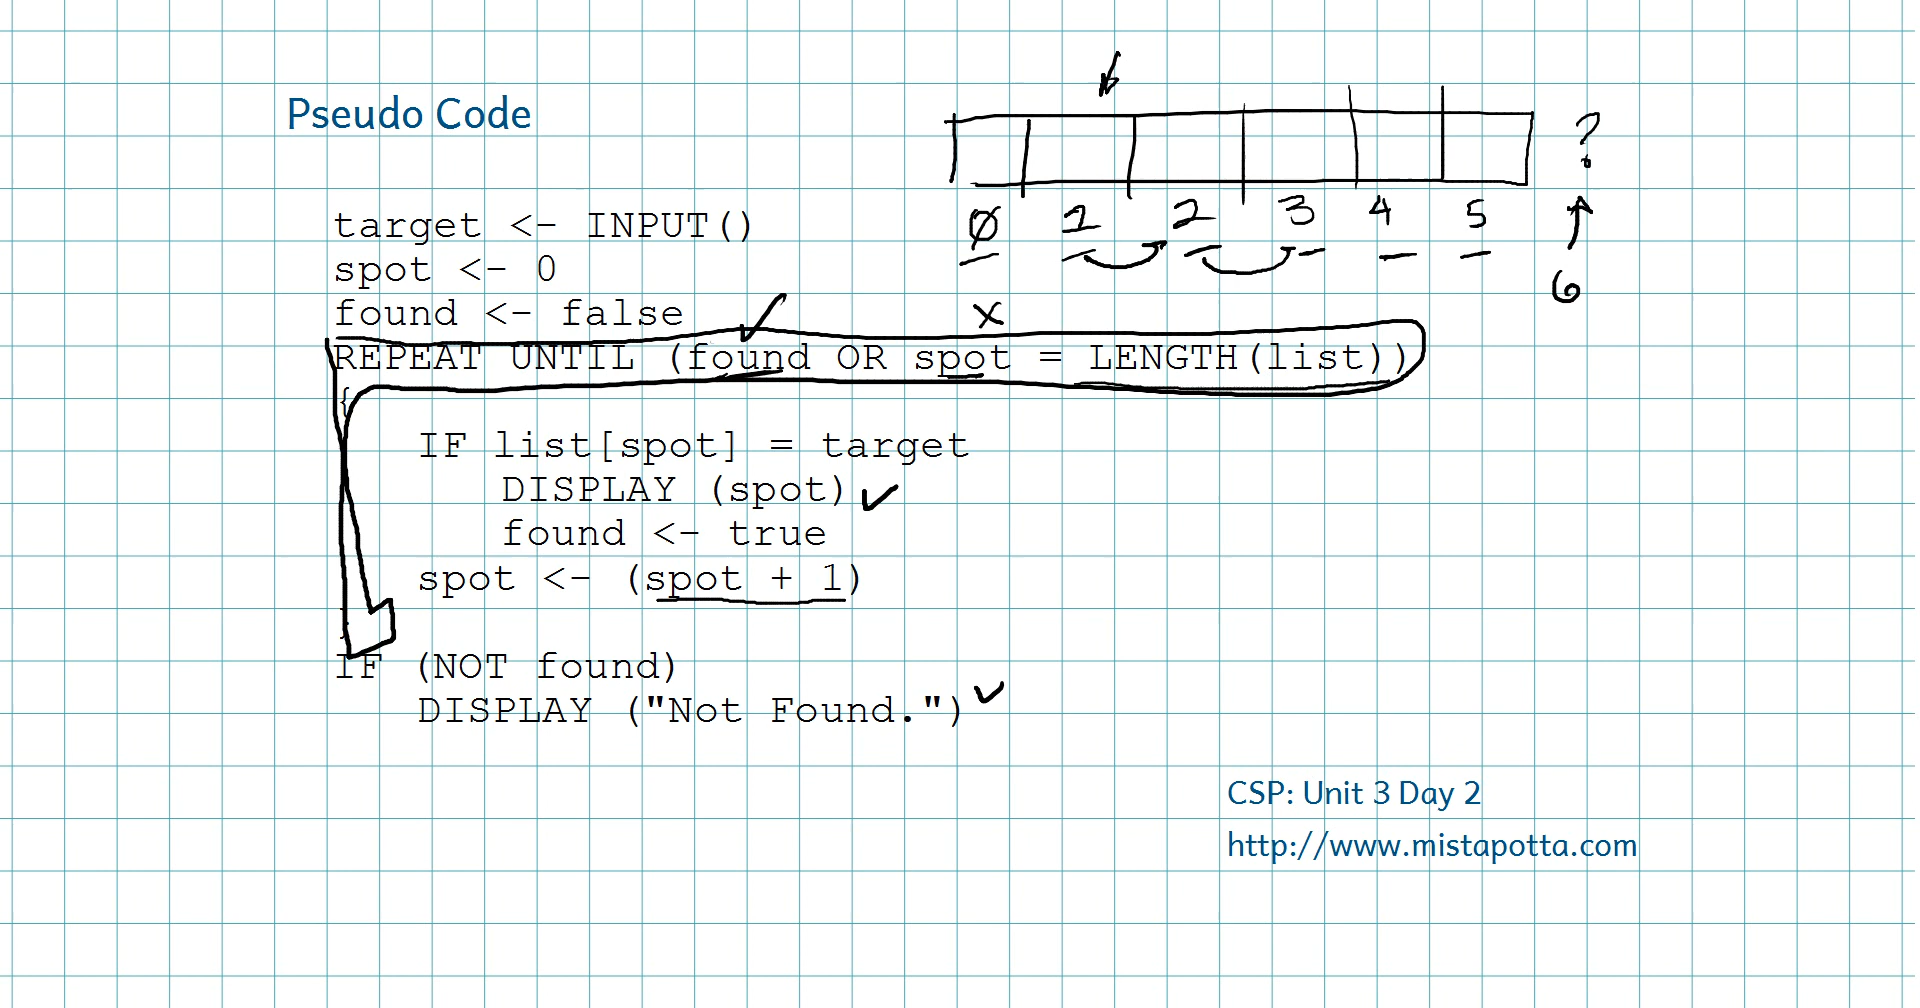 Pseudo Code
0 1 2 3 4 5 ?
6
x
target <- INPUT()
spot <- 0
found <- false
REPEAT UNTIL (found OR spot = LENGTH(list))
{
IF list[spot] = target
DISPLAY (spot)
found <- true
spot <- (spot + 1)
}
IF (NOT found)
DISPLAY ("Not Found.")
CSP: Unit 3 Day 2
http://www.mistapotta.com